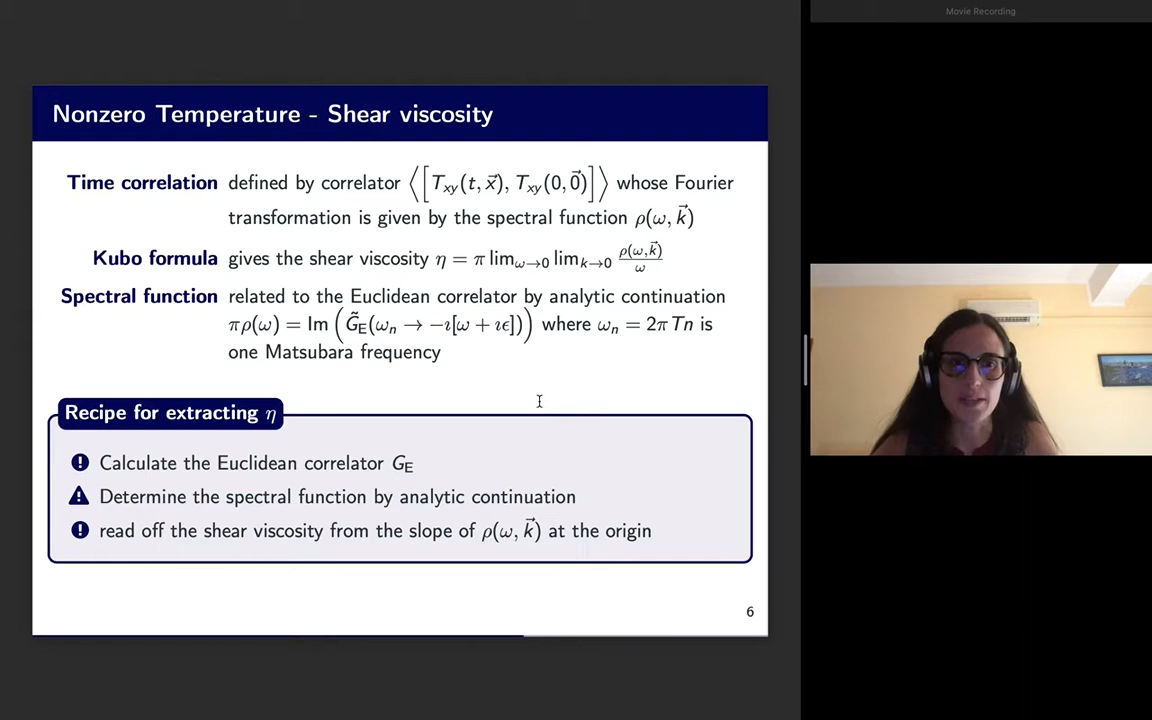 Movie Recording
Nonzero Temperature - Shear viscosity
Time correlation defined by correlator ⟨[T_xy(t, x⃗), T_xy(0, 0⃗)]⟩ whose Fourier
transformation is given by the spectral function ρ(ω, k⃗)
Kubo formula gives the shear viscosity η = π lim_ω→0 lim_k→0 ρ(ω,k⃗)/ω
Spectral function related to the Euclidean correlator by analytic continuation
πρ(ω) = Im (G̃_E(ω_n → −ı[ω + ıϵ])) where ω_n = 2πTn is
one Matsubara frequency
Recipe for extracting η
Calculate the Euclidean correlator G_E
Determine the spectral function by analytic continuation
read off the shear viscosity from the slope of ρ(ω, k⃗) at the origin
6